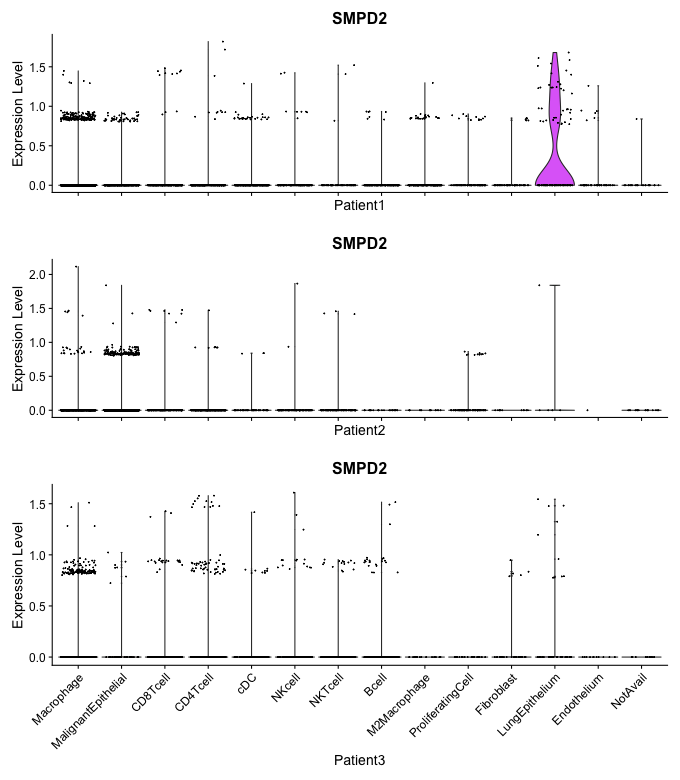 SMPD2
Expression Level
1.5
1.0
0.5
0.0
Patient1
SMPD2
Expression Level
2.0
1.5
1.0
0.5
0.0
Patient2
SMPD2
Expression Level
1.5
1.0
0.5
0.0
Macrophage
MalignantEpithelial
CD8Tcell
CD4Tcell
cDC
NKcell
NKTcell
Bcell
M2Macrophage
ProliferatingCell
Fibroblast
LungEpithelium
Endothelium
NotAvail
Patient3